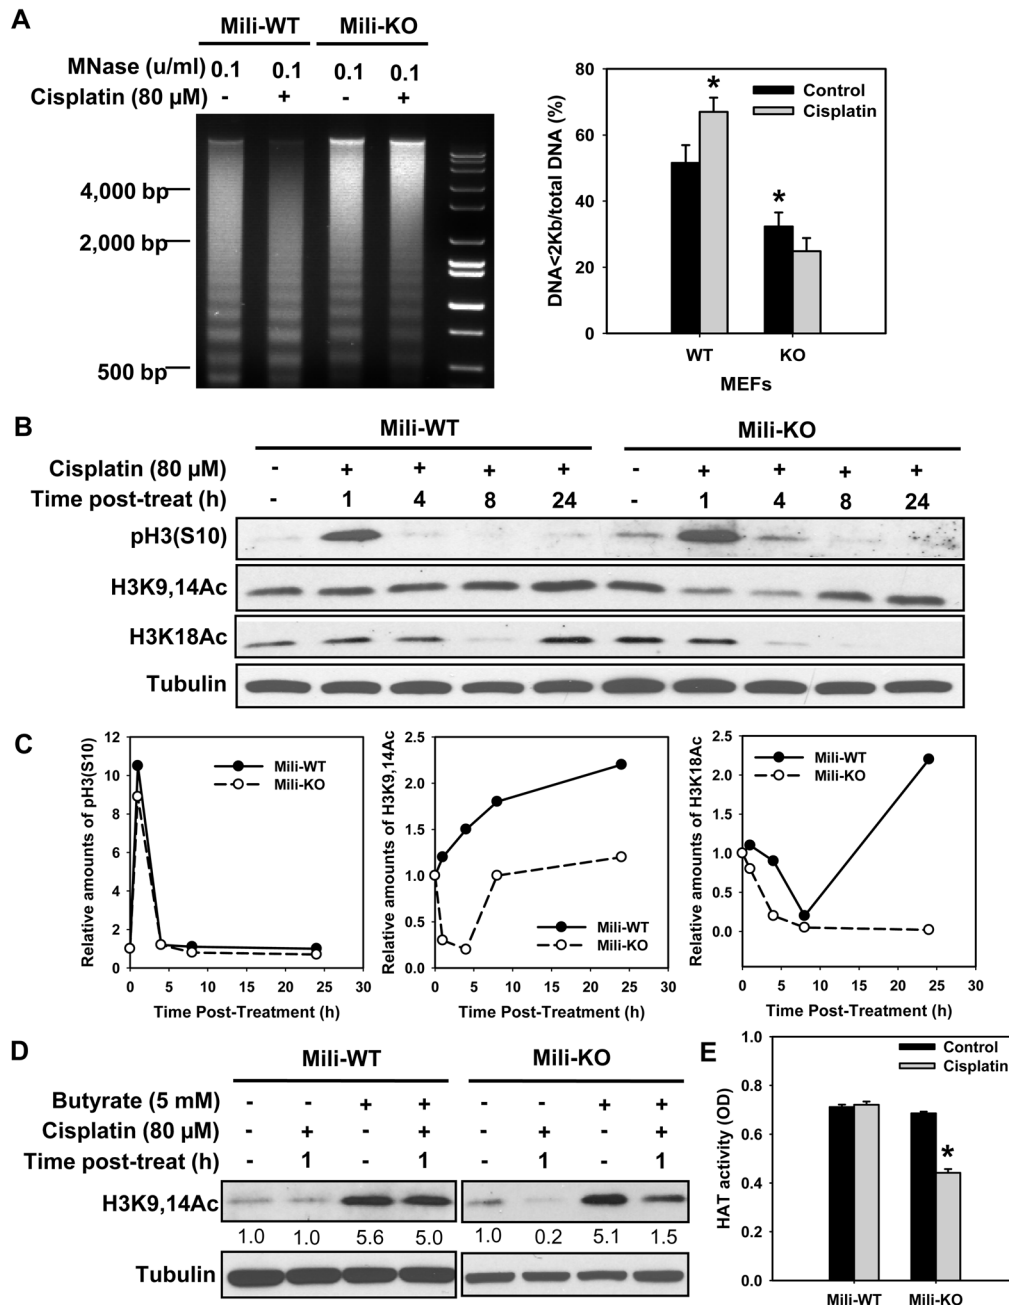 A
Mili-WT Mili-KO
MNase (u/ml) 0.1 0.1 0.1 0.1
Cisplatin (80 µM) - + - +
4,000 bp
2,000 bp
500 bp
DNA<2Kb/total DNA (%)
80
60
40
20
0
* *
Control
Cisplatin
WT KO
MEFs
B
Mili-WT Mili-KO
Cisplatin (80 µM) - + + + + - + + + +
Time post-treat (h) - 1 4 8 24 - 1 4 8 24
pH3(S10)
H3K9,14Ac
H3K18Ac
Tubulin
C
Relative amounts of pH3(S10)
12
10
8
6
4
2
0
Mili-WT
Mili-KO
0 5 10 15 20 25 30
Time Post-Treatment (h)
Relative amounts of H3K9,14Ac
2.5
2.0
1.5
1.0
0.5
0.0
Mili-WT
Mili-KO
0 5 10 15 20 25 30
Time Post-Treatment (h)
Relative amounts of H3K18Ac
2.5
2.0
1.5
1.0
0.5
0.0
Mili-WT
Mili-KO
0 5 10 15 20 25 30
Time Post-Treatment (h)
D
Mili-WT Mili-KO
Butyrate (5 mM) - - + + - - + +
Cisplatin (80 µM) - + - + - + - +
Time post-treat (h) - 1 - 1 - 1 - 1
H3K9,14Ac
1.0 1.0 5.6 5.0 1.0 0.2 5.1 1.5
Tubulin
E
HAT activity (OD)
1.0
0.8
0.6
0.4
0.2
0.0
Control
Cisplatin
*
Mili-WT Mili-KO